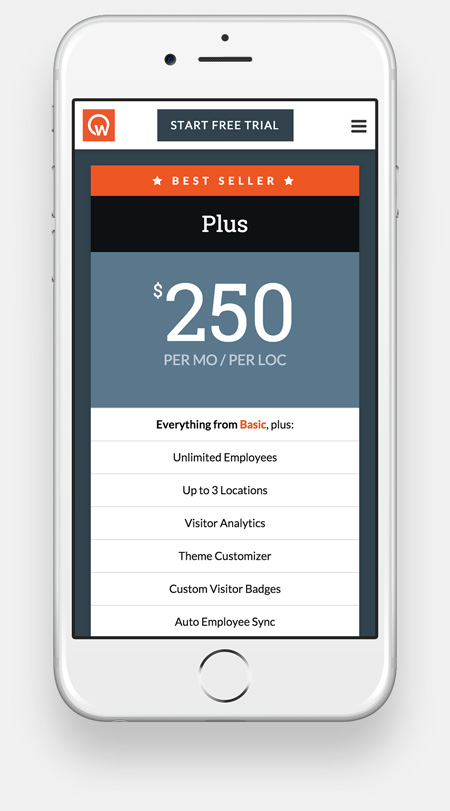 W
START FREE TRIAL
★ BEST SELLER ★
Plus
$250
PER MO / PER LOC
Everything from Basic, plus:
Unlimited Employees
Up to 3 Locations
Visitor Analytics
Theme Customizer
Custom Visitor Badges
Auto Employee Sync